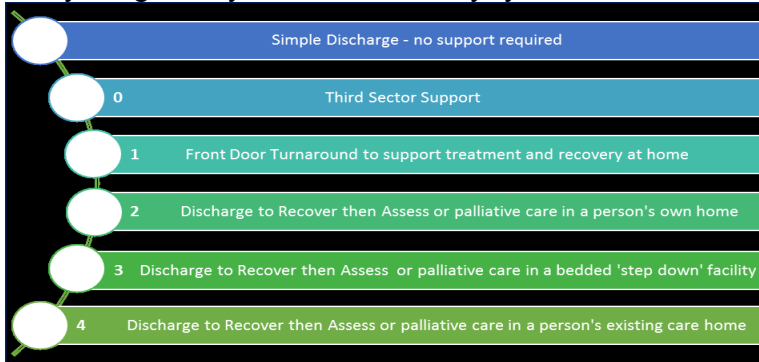 Simple Discharge - no support required
0 Third Sector Support
1 Front Door Turnaround to support treatment and recovery at home
2 Discharge to Recover then Assess or palliative care in a person's own home
3 Discharge to Recover then Assess or palliative care in a bedded 'step down' facility
4 Discharge to Recover then Assess or palliative care in a person's existing care home